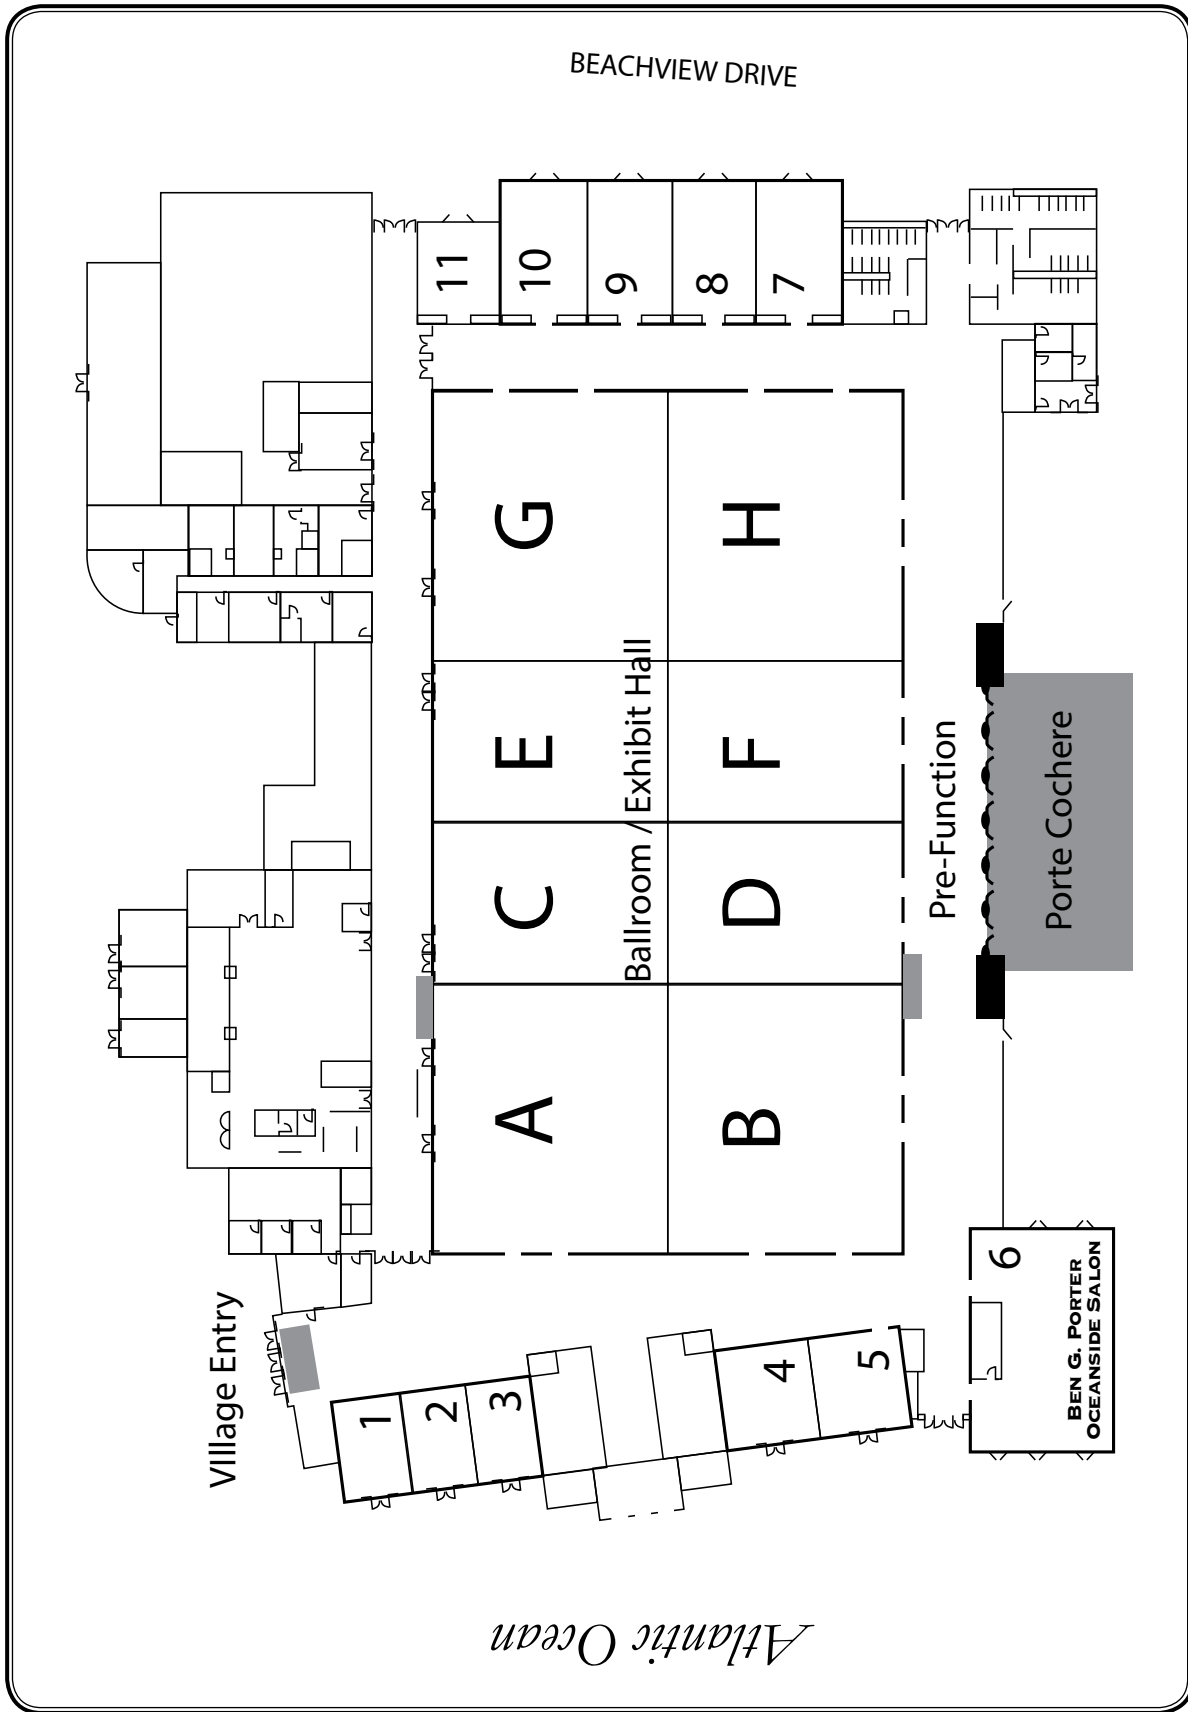 BEACHVIEW DRIVE
11
10
9
8
7
G
H
E
F
Ballroom / Exhibit Hall
C
D
A
B
Pre-Function
Porte Cochere
Village Entry
1
2
3
4
5
6
BEN G. PORTER
OCEANSIDE SALON
Atlantic Ocean